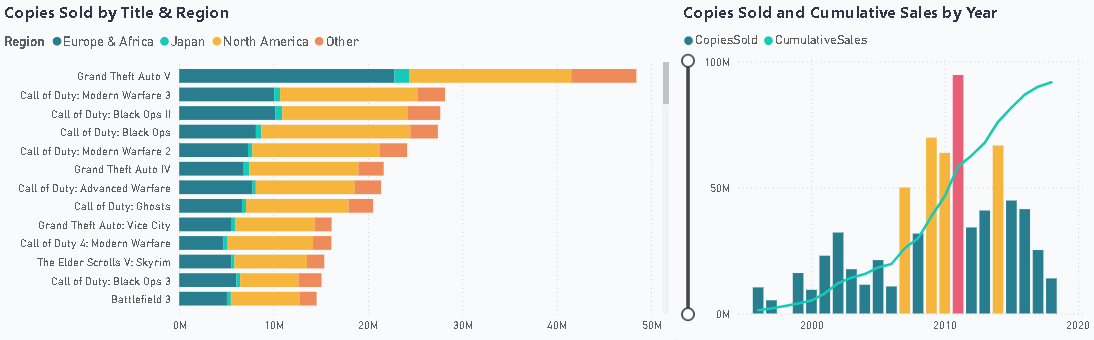 Copies Sold by Title & Region
Region Europe & Africa Japan North America Other
Grand Theft Auto V
Call of Duty: Modern Warfare 3
Call of Duty: Black Ops II
Call of Duty: Black Ops
Call of Duty: Modern Warfare 2
Grand Theft Auto IV
Call of Duty: Advanced Warfare
Call of Duty: Ghosts
Grand Theft Auto: Vice City
Call of Duty 4: Modern Warfare
The Elder Scrolls V: Skyrim
Call of Duty: Black Ops 3
Battlefield 3
0M 10M 20M 30M 40M 50M
Copies Sold and Cumulative Sales by Year
CopiesSold CumulativeSales
100M
50M
0M
2000 2010 2020